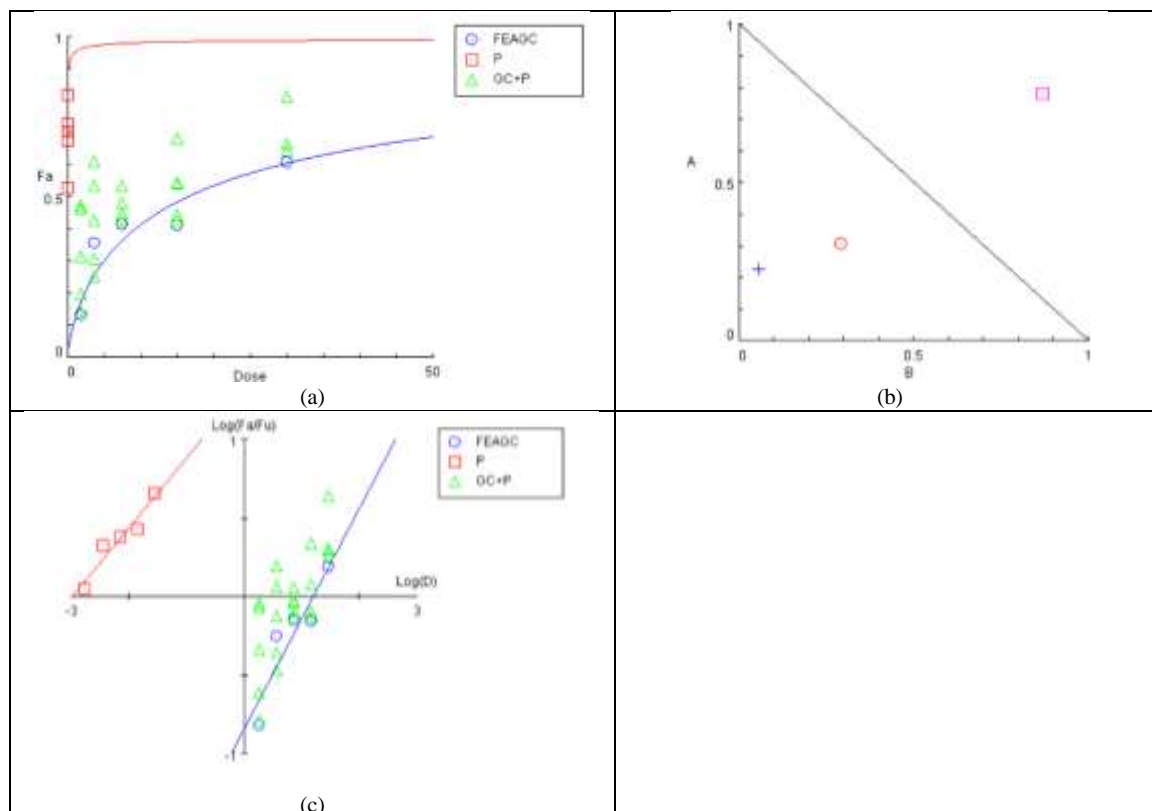 1
Fa
0.5
0
0
Dose
50
FEAGC
P
GC+P
(a)
1
A
0.5
0
0
0.5
1
B
(b)
Log(Fa/Fu)
1
Log(D)
-3
3
-1
FEAGC
P
GC+P
(c)